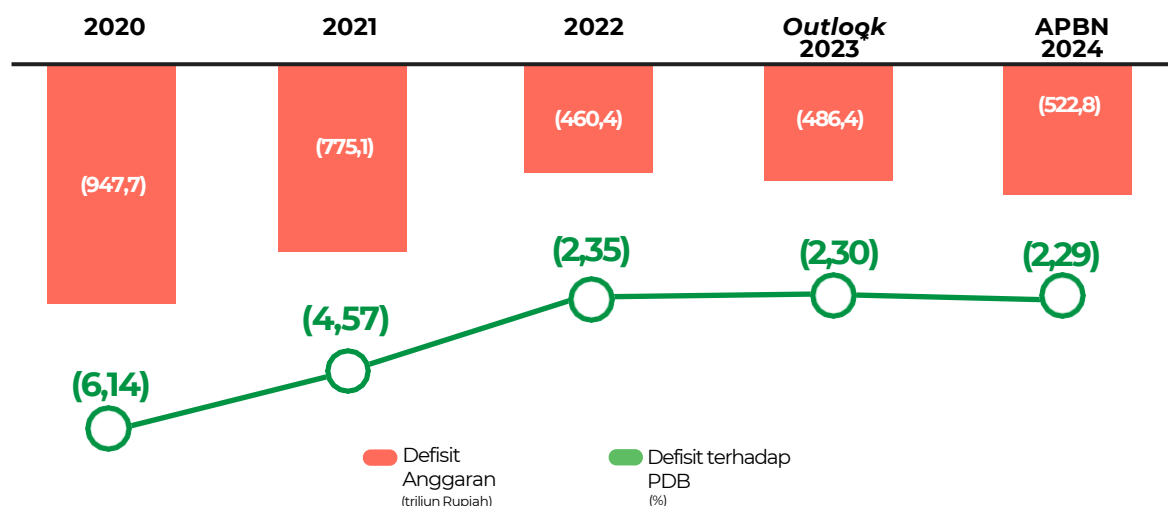 2020
2021
2022
Outlook
2023*
APBN
2024
(947,7)
(775,1)
(460,4)
(486,4)
(522,8)
(6,14)
(4,57)
(2,35)
(2,30)
(2,29)
Defisit
Anggaran
(triliun Rupiah)
Defisit terhadap
PDB
(%)